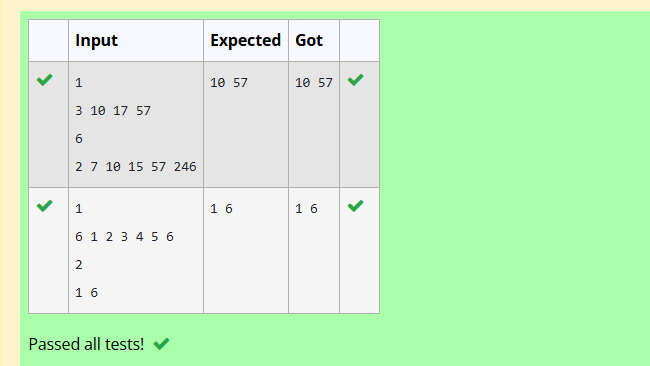 Input Expected Got
1 10 57 10 57
3 10 17 57
6
2 7 10 15 57 246
1 1 6 1 6
6 1 2 3 4 5 6
2
1 6
Passed all tests!